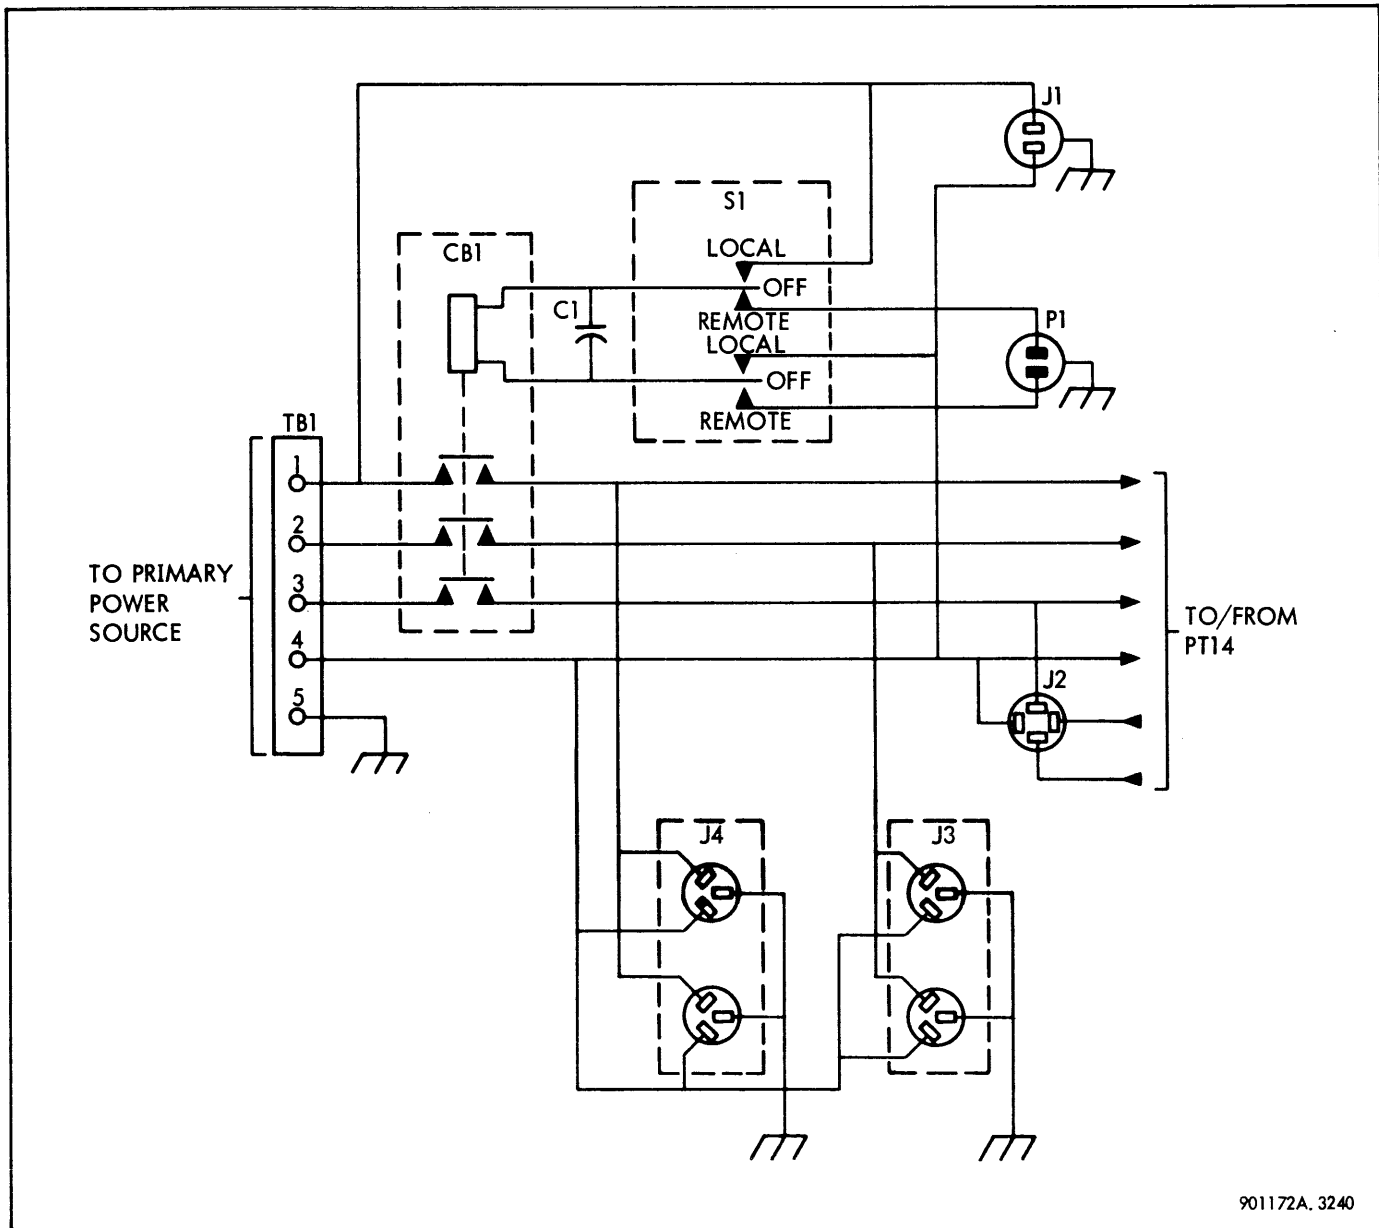 J1
S1
CB1
LOCAL
OFF
C1
REMOTE
P1
LOCAL
OFF
REMOTE
TB1
1
2
3
4
5
TO PRIMARY
POWER
SOURCE
TO/FROM
PT14
J2
J4
J3
901172A. 3240